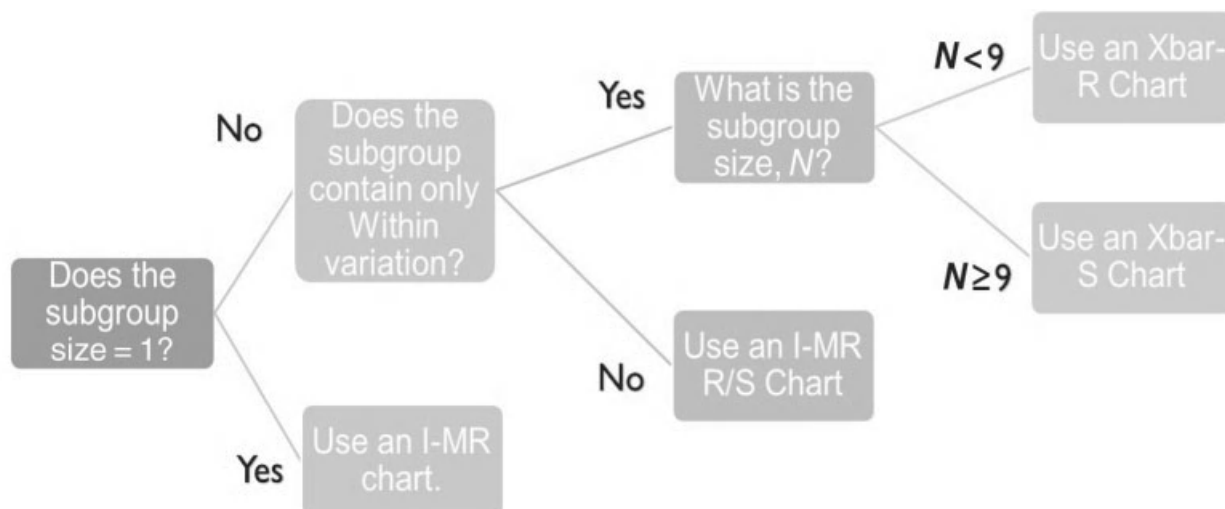 Does the
subgroup
size = 1?
No
Yes
Does the
subgroup
contain only
Within
variation?
Use an I-MR
chart.
Yes
No
What is the
subgroup
size, N?
Use an I-MR
R/S Chart
N<9
N≥9
Use an Xbar-
R Chart
Use an Xbar-
S Chart